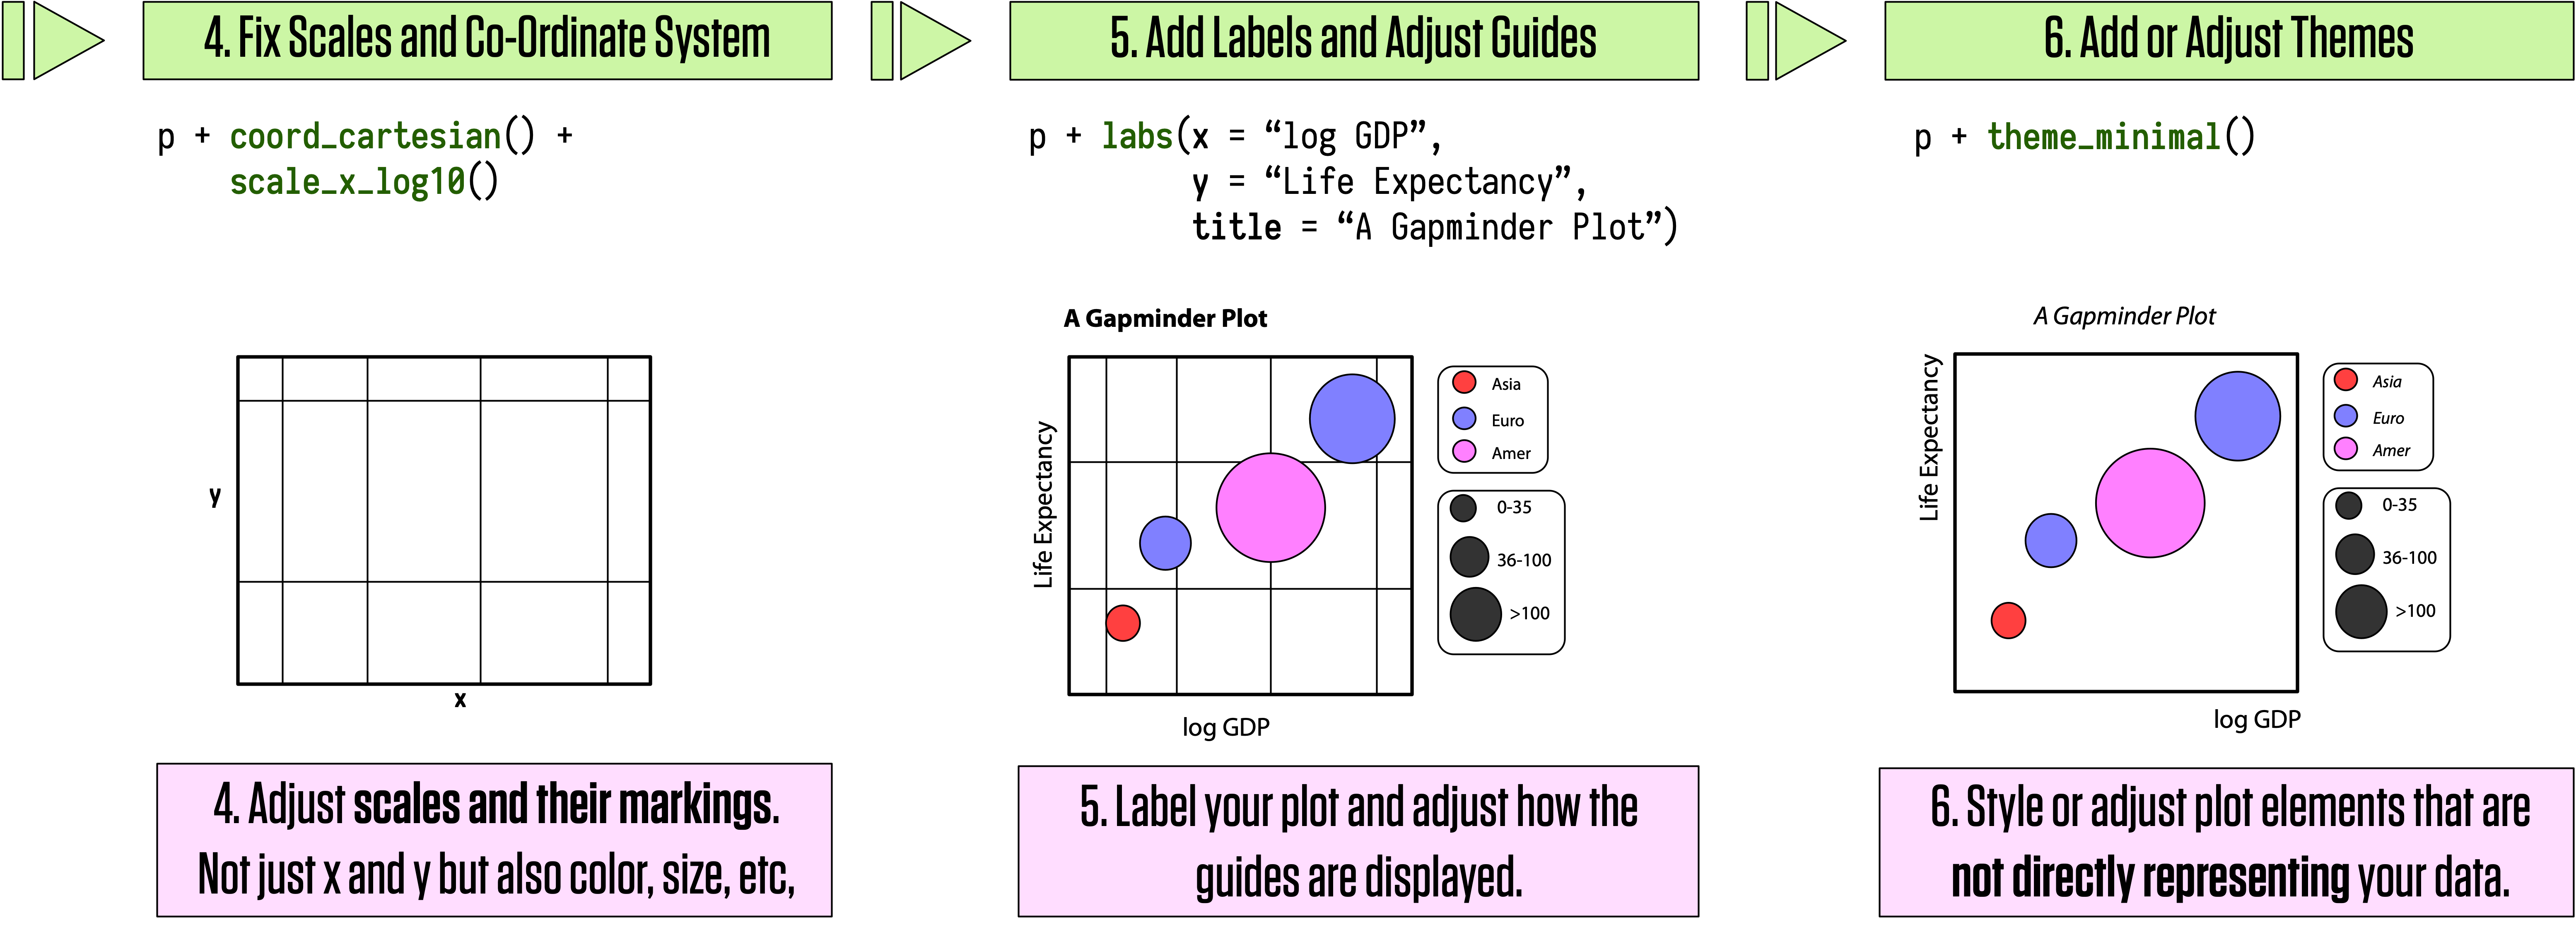 4. Fix Scales and Co-Ordinate System
p + coord_cartesian() +
scale_x_log10()
y
x
4. Adjust scales and their markings.
Not just x and y but also color, size, etc,
5. Add Labels and Adjust Guides
p + labs(x = “log GDP”,
y = “Life Expectancy”,
title = “A Gapminder Plot”)
A Gapminder Plot
Life Expectancy
Asia
Euro
Amer
0-35
36-100
>100
log GDP
5. Label your plot and adjust how the
guides are displayed.
6. Add or Adjust Themes
p + theme_minimal()
A Gapminder Plot
Life Expectancy
Asia
Euro
Amer
0-35
36-100
>100
log GDP
6. Style or adjust plot elements that are
not directly representing your data.